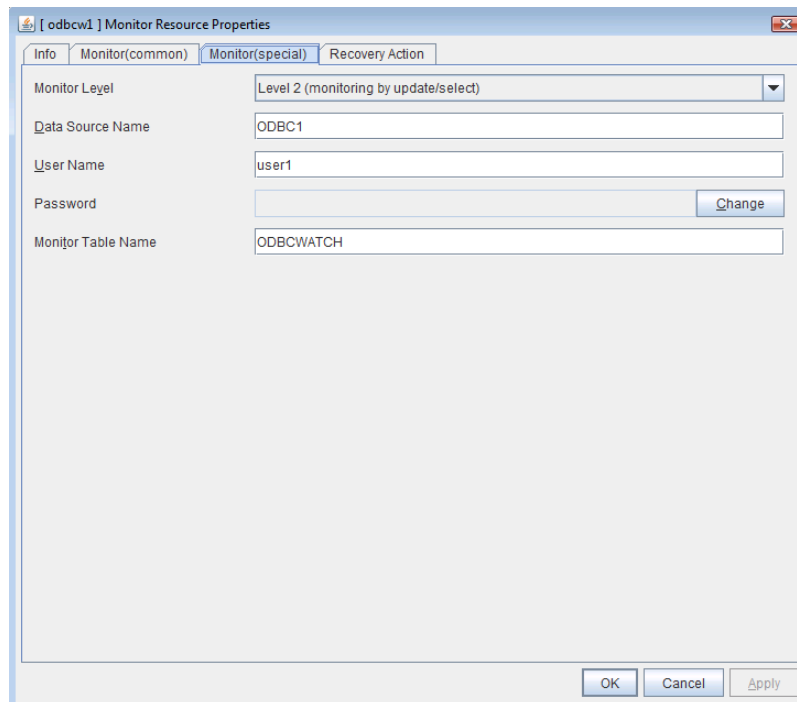 [ odbcw1 ] Monitor Resource Properties
Info Monitor(common) Monitor(special) Recovery Action
Monitor Level Level 2 (monitoring by update/select)
Data Source Name ODBC1
User Name user1
Password Change
Monitor Table Name ODBCWATCH
OK Cancel Apply